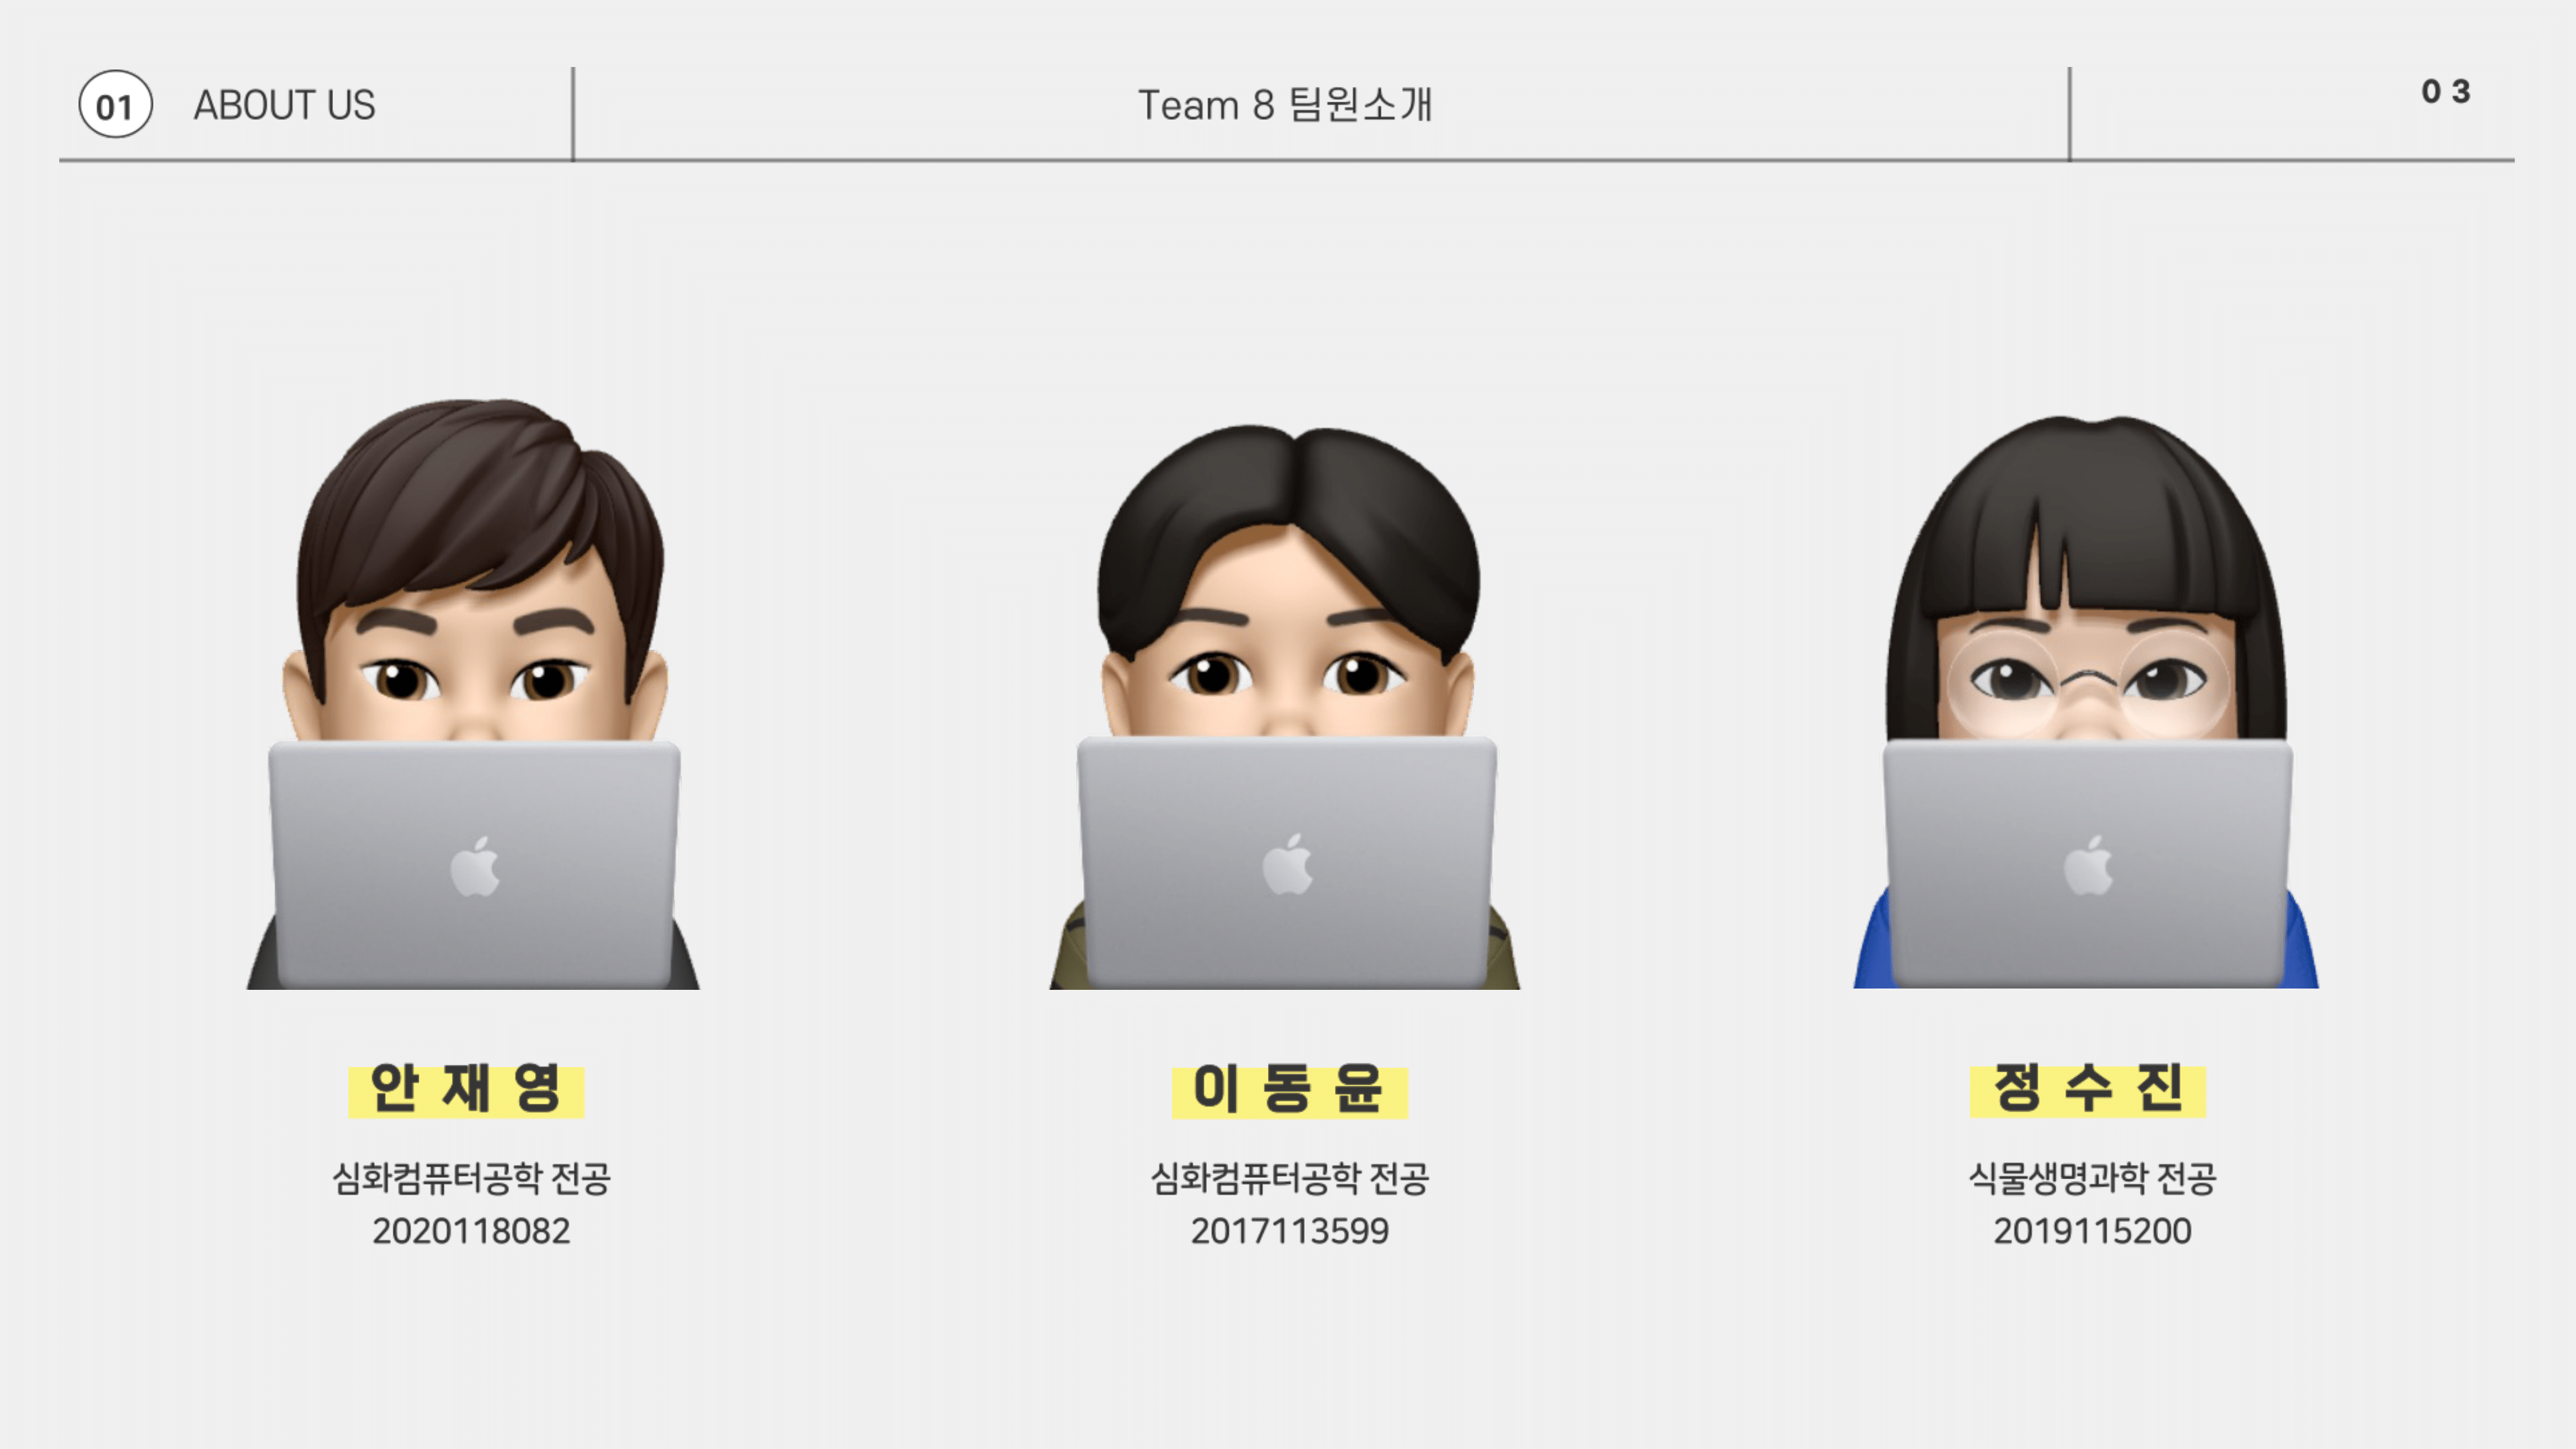 01 ABOUT US
Team 8 팀원소개
03
안재영
심화컴퓨터공학 전공
2020118082
이동윤
심화컴퓨터공학 전공
2017113599
정수진
식물생명과학 전공
2019115200